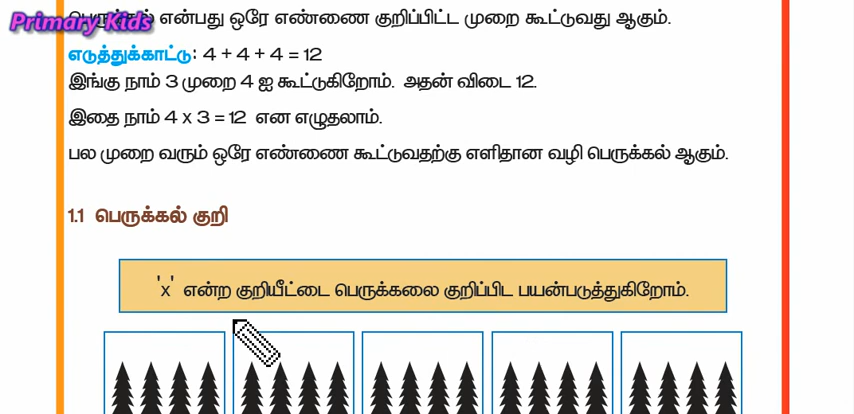 Primary Kids
பெருக்கல் என்பது ஒரே எண்ணை குறிப்பிட்ட முறை கூட்டுவது ஆகும்.
எடுத்துக்காட்டு: 4 + 4 + 4 = 12
இங்கு நாம் 3 முறை 4 ஐ கூட்டுகிறோம். அதன் விடை 12.
இதை நாம் 4 x 3 = 12 என எழுதலாம்.
பல முறை வரும் ஒரே எண்ணை கூட்டுவதற்கு எளிதான வழி பெருக்கல் ஆகும்.
1.1 பெருக்கல் குறி
'x' என்ற குறியீட்டை பெருக்கலை குறிப்பிட பயன்படுத்துகிறோம்.